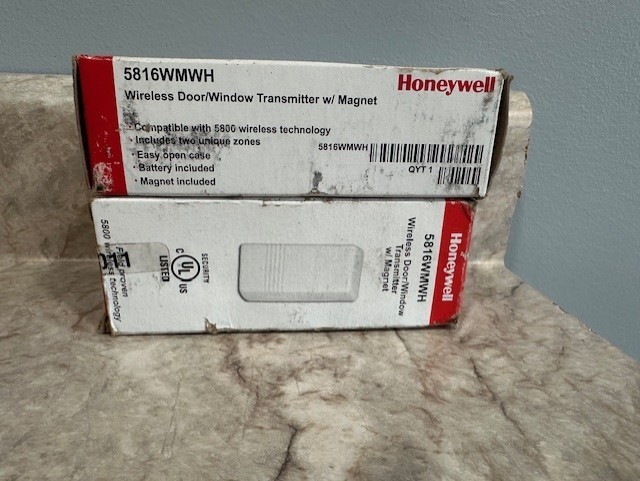 5816WMWH
Honeywell
Wireless Door/Window Transmitter w/ Magnet
· Compatible with 5800 wireless technology
· Includes two unique zones
· Easy open case
· Battery included
· Magnet included
5816WMWH
QYT 1
Honeywell
5816WMWH
Wireless Door/Window
Transmitter
w/ Magnet
SECURITY
C UL US
LISTED
proven
5800 technology